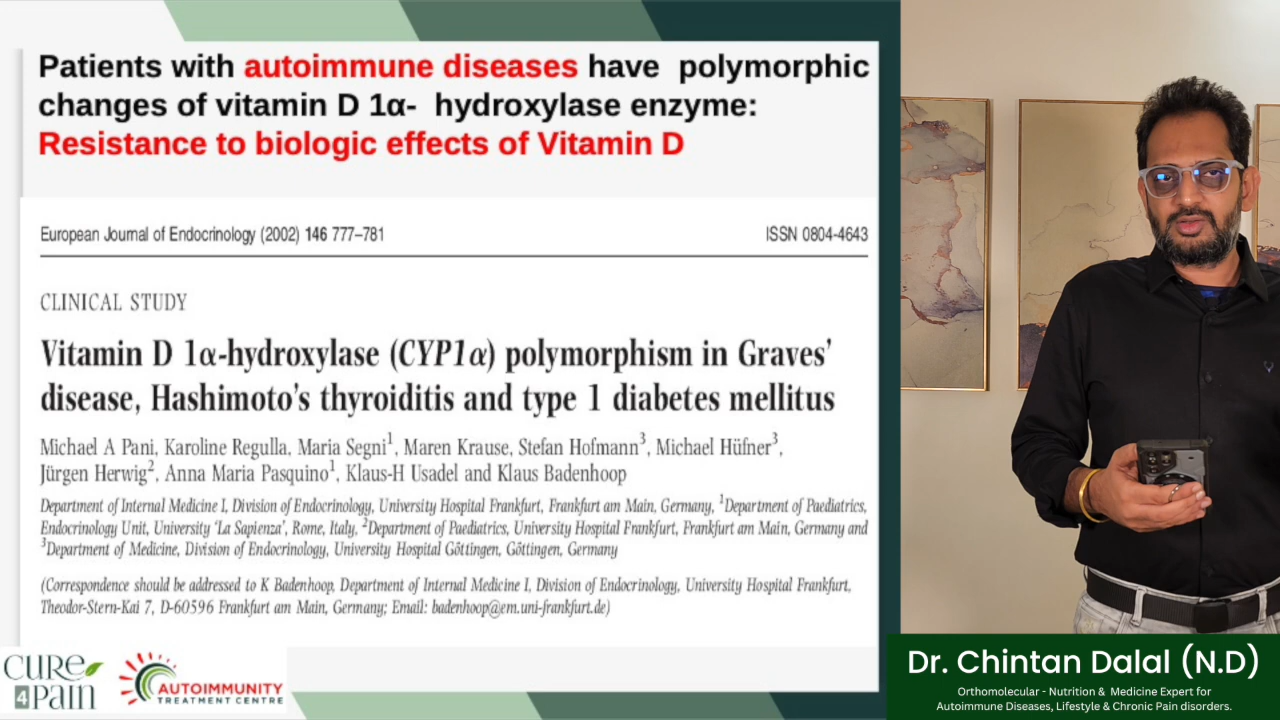 Patients with autoimmune diseases have polymorphic
changes of vitamin D 1α- hydroxylase enzyme:
Resistance to biologic effects of Vitamin D
European Journal of Endocrinology (2002) 146 777–781
ISSN 0804-4643
CLINICAL STUDY
Vitamin D 1α-hydroxylase (CYP1α) polymorphism in Graves'
disease, Hashimoto's thyroiditis and type 1 diabetes mellitus
Michael A Pani, Karoline Regulla, Maria Segni1, Maren Krause, Stefan Hofmann3, Michael Hüfner3,
Jürgen Herwig2, Anna Maria Pasquino1, Klaus-H Usadel and Klaus Badenhoop
Department of Internal Medicine I, Division of Endocrinology, University Hospital Frankfurt, Frankfurt am Main, Germany, 1Department of Paediatrics,
Endocrinology Unit, University 'La Sapienza', Rome, Italy, 2Department of Paediatrics, University Hospital Frankfurt, Frankfurt am Main, Germany and
3Department of Medicine, Division of Endocrinology, University Hospital Göttingen, Göttingen, Germany
(Correspondence should be addressed to K Badenhoop, Department of Internal Medicine I, Division of Endocrinology, University Hospital Frankfurt,
Theodor-Stern-Kai 7, D-60596 Frankfurt am Main, Germany; Email: badenhoop@em.uni-frankfurt.de)
CURE
4 Pain
AUTOIMMUNITY
TREATMENT CENTRE
Dr. Chintan Dalal (N.D)
Orthomolecular - Nutrition & Medicine Expert for
Autoimmune Diseases, Lifestyle & Chronic Pain disorders.